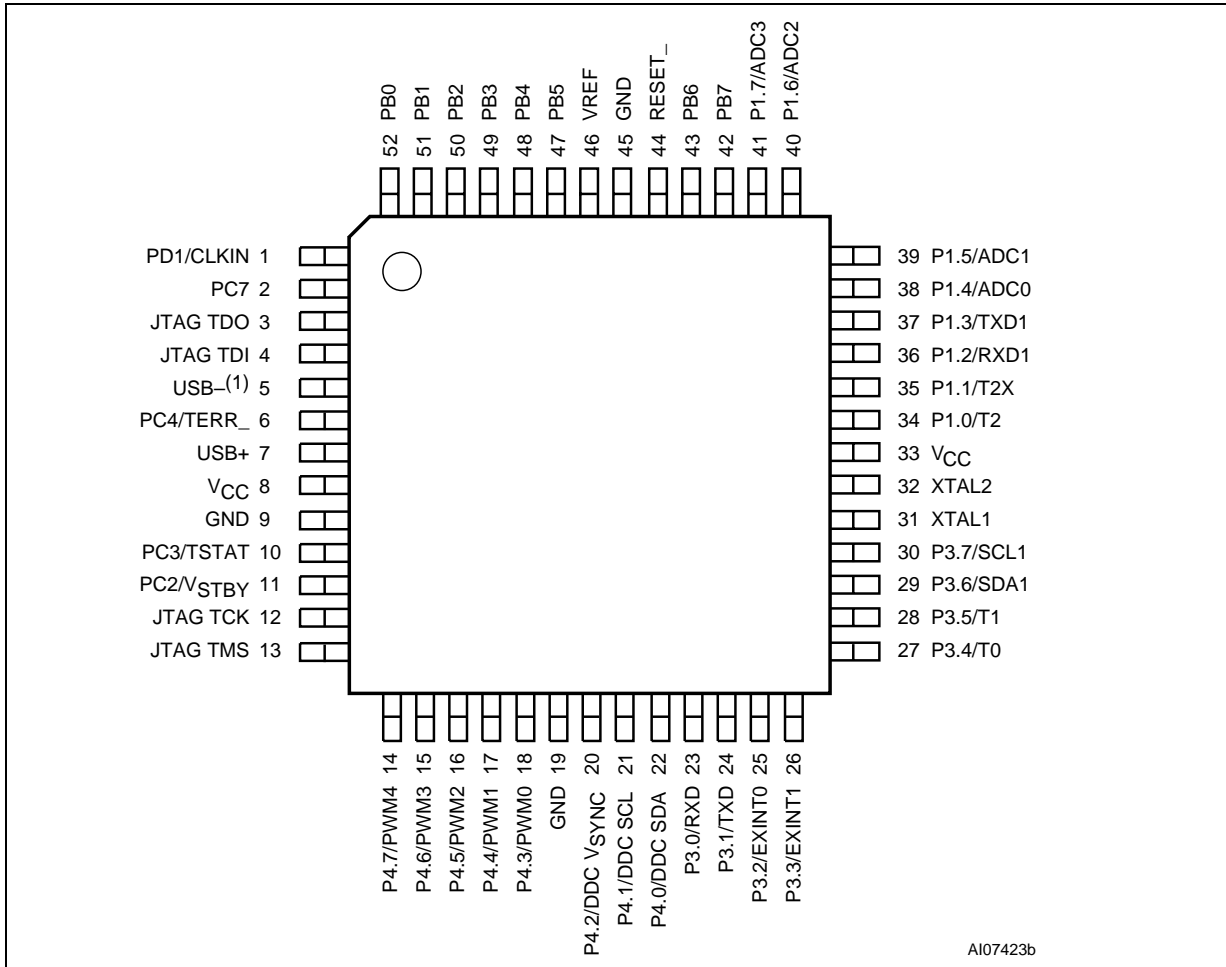 52 PB0
51 PB1
50 PB2
49 PB3
48 PB4
47 PB5
46 VREF
45 GND
44 RESET_
43 PB6
42 PB7
41 P1.7/ADC3
40 P1.6/ADC2
PD1/CLKIN 1
PC7 2
JTAG TDO 3
JTAG TDI 4
USB–(1) 5
PC4/TERR_ 6
USB+ 7
VCC 8
GND 9
PC3/TSTAT 10
PC2/VSTBY 11
JTAG TCK 12
JTAG TMS 13
39 P1.5/ADC1
38 P1.4/ADC0
37 P1.3/TXD1
36 P1.2/RXD1
35 P1.1/T2X
34 P1.0/T2
33 VCC
32 XTAL2
31 XTAL1
30 P3.7/SCL1
29 P3.6/SDA1
28 P3.5/T1
27 P3.4/T0
P4.7/PWM4 14
P4.6/PWM3 15
P4.5/PWM2 16
P4.4/PWM1 17
P4.3/PWM0 18
GND 19
P4.2/DDC VSYNC 20
P4.1/DDC SCL 21
P4.0/DDC SDA 22
P3.0/RXD 23
P3.1/TXD 24
P3.2/EXINT0 25
P3.3/EXINT1 26
AI07423b